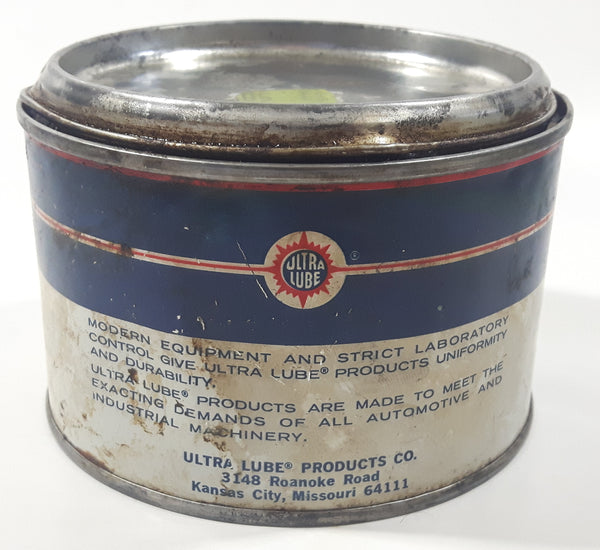 ULTRA ®
LUBE
MODERN EQUIPMENT AND STRICT LABORATORY
CONTROL GIVE ULTRA LUBE® PRODUCTS UNIFORMITY
AND DURABILITY.
ULTRA LUBE® PRODUCTS ARE MADE TO MEET THE
EXACTING DEMANDS OF ALL AUTOMOTIVE AND
INDUSTRIAL MACHINERY.
ULTRA LUBE® PRODUCTS CO.
3148 Roanoke Road
Kansas City, Missouri 64111